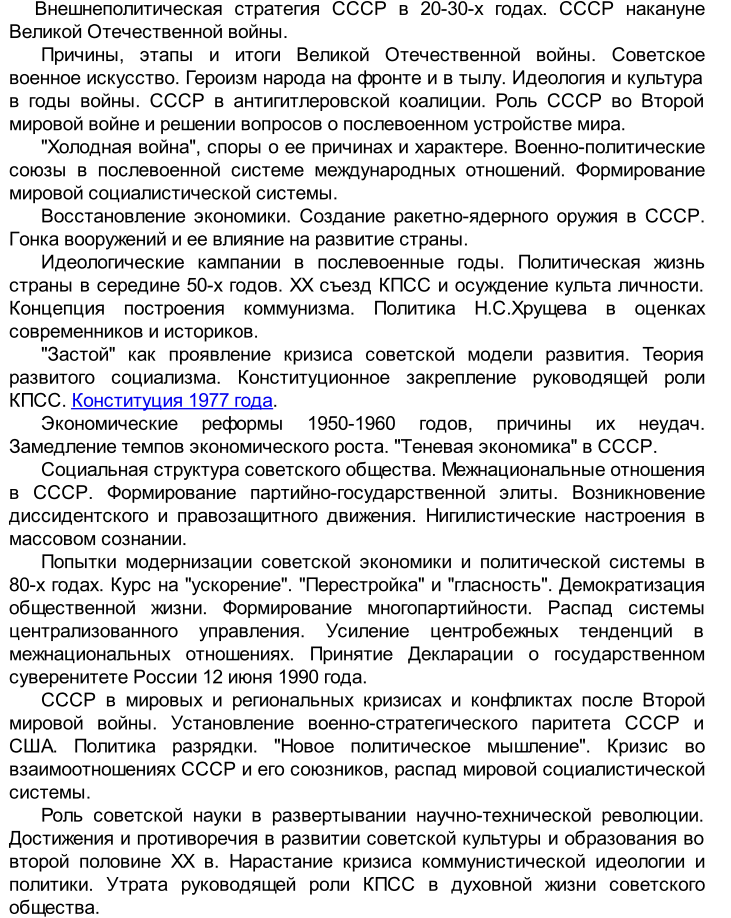 Внешнеполитическая стратегия СССР в 20-30-х годах. СССР накануне
Великой Отечественной войны.
Причины, этапы и итоги Великой Отечественной войны. Советское
военное искусство. Героизм народа на фронте и в тылу. Идеология и культура
в годы войны. СССР в антигитлеровской коалиции. Роль СССР во Второй
мировой войне и решении вопросов о послевоенном устройстве мира.
"Холодная война", споры о ее причинах и характере. Военно-политические
союзы в послевоенной системе международных отношений. Формирование
мировой социалистической системы.
Восстановление экономики. Создание ракетно-ядерного оружия в СССР.
Гонка вооружений и ее влияние на развитие страны.
Идеологические кампании в послевоенные годы. Политическая жизнь
страны в середине 50-х годов. XX съезд КПСС и осуждение культа личности.
Концепция построения коммунизма. Политика Н.С.Хрущева в оценках
современников и историков.
"Застой" как проявление кризиса советской модели развития. Теория
развитого социализма. Конституционное закрепление руководящей роли
КПСС. Конституция 1977 года.
Экономические реформы 1950-1960 годов, причины их неудач.
Замедление темпов экономического роста. "Теневая экономика" в СССР.
Социальная структура советского общества. Межнациональные отношения
в СССР. Формирование партийно-государственной элиты. Возникновение
диссидентского и правозащитного движения. Нигилистические настроения в
массовом сознании.
Попытки модернизации советской экономики и политической системы в
80-х годах. Курс на "ускорение". "Перестройка" и "гласность". Демократизация
общественной жизни. Формирование многопартийности. Распад системы
централизованного управления. Усиление центробежных тенденций в
межнациональных отношениях. Принятие Декларации о государственном
суверенитете России 12 июня 1990 года.
СССР в мировых и региональных кризисах и конфликтах после Второй
мировой войны. Установление военно-стратегического паритета СССР и
США. Политика разрядки. "Новое политическое мышление". Кризис во
взаимоотношениях СССР и его союзников, распад мировой социалистической
системы.
Роль советской науки в развертывании научно-технической революции.
Достижения и противоречия в развитии советской культуры и образования во
второй половине XX в. Нарастание кризиса коммунистической идеологии и
политики. Утрата руководящей роли КПСС в духовной жизни советского
общества.